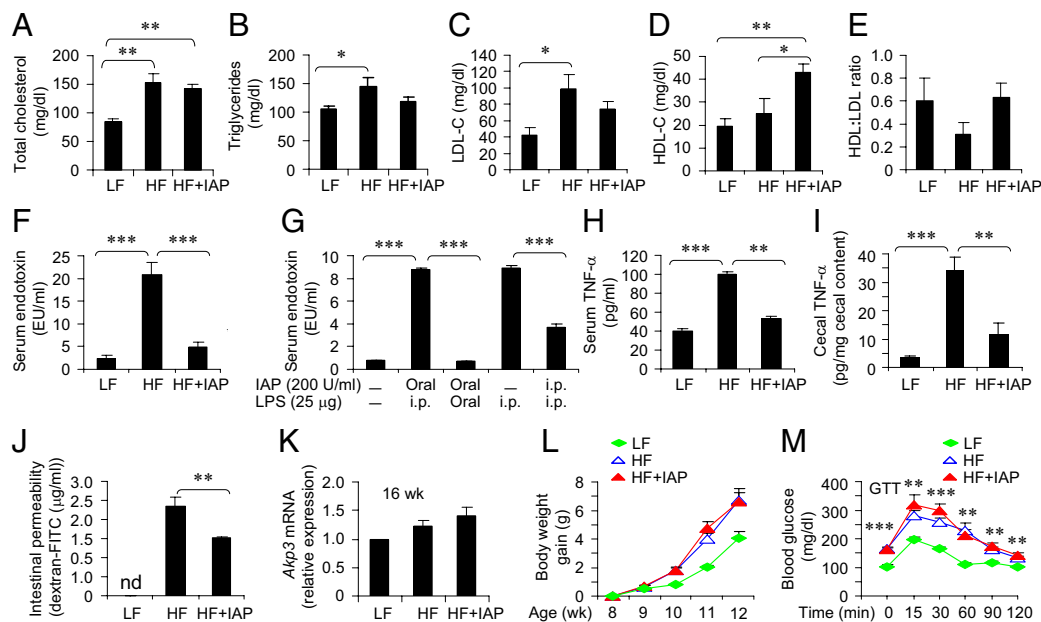 A
Total cholesterol
(mg/dl)
200
150
100
50
0
**
**
LF HF HF+IAP
B
Triglycerides
(mg/dl)
200
150
100
50
0
*
LF HF HF+IAP
C
LDL-C (mg/dl)
140
120
100
80
60
40
20
0
*
LF HF HF+IAP
D
HDL-C (mg/dl)
60
50
40
30
20
10
0
**
*
LF HF HF+IAP
E
HDL:LDL ratio
1.0
0.8
0.6
0.4
0.2
0
LF HF HF+IAP
F
Serum endotoxin
(EU/ml)
25
20
15
10
5
0
*** ***
LF HF HF+IAP
G
Serum endotoxin
(EU/ml)
10
8
6
4
2
0
*** *** ***
IAP (200 U/ml) — Oral Oral — i.p.
LPS (25 μg) — i.p. Oral i.p. i.p.
H
Serum TNF-α
(pg/ml)
120
100
80
60
40
20
0
*** **
LF HF HF+IAP
I
Cecal TNF-α
(pg/mg cecal content)
40
30
20
10
0
*** **
LF HF HF+IAP
J
Intestinal permeability
(dextran-FITC (μg/ml))
3.0
2.5
2.0
1.5
1.0
1.0
0
**
nd
LF HF HF+IAP
K
Akp3 mRNA
(relative expression)
2.0
1.5
1.0
0.5
0
16 wk
LF HF HF+IAP
L
LF
HF
HF+IAP
Body weight
gain (g)
8
6
4
2
0
Age (wk) 8 9 10 11 12
M
LF
HF
HF+IAP
Blood glucose
(mg/dl)
400
300
200
100
0
GTT
*** ** *** ** ** **
Time (min) 0 15 30 60 90 120